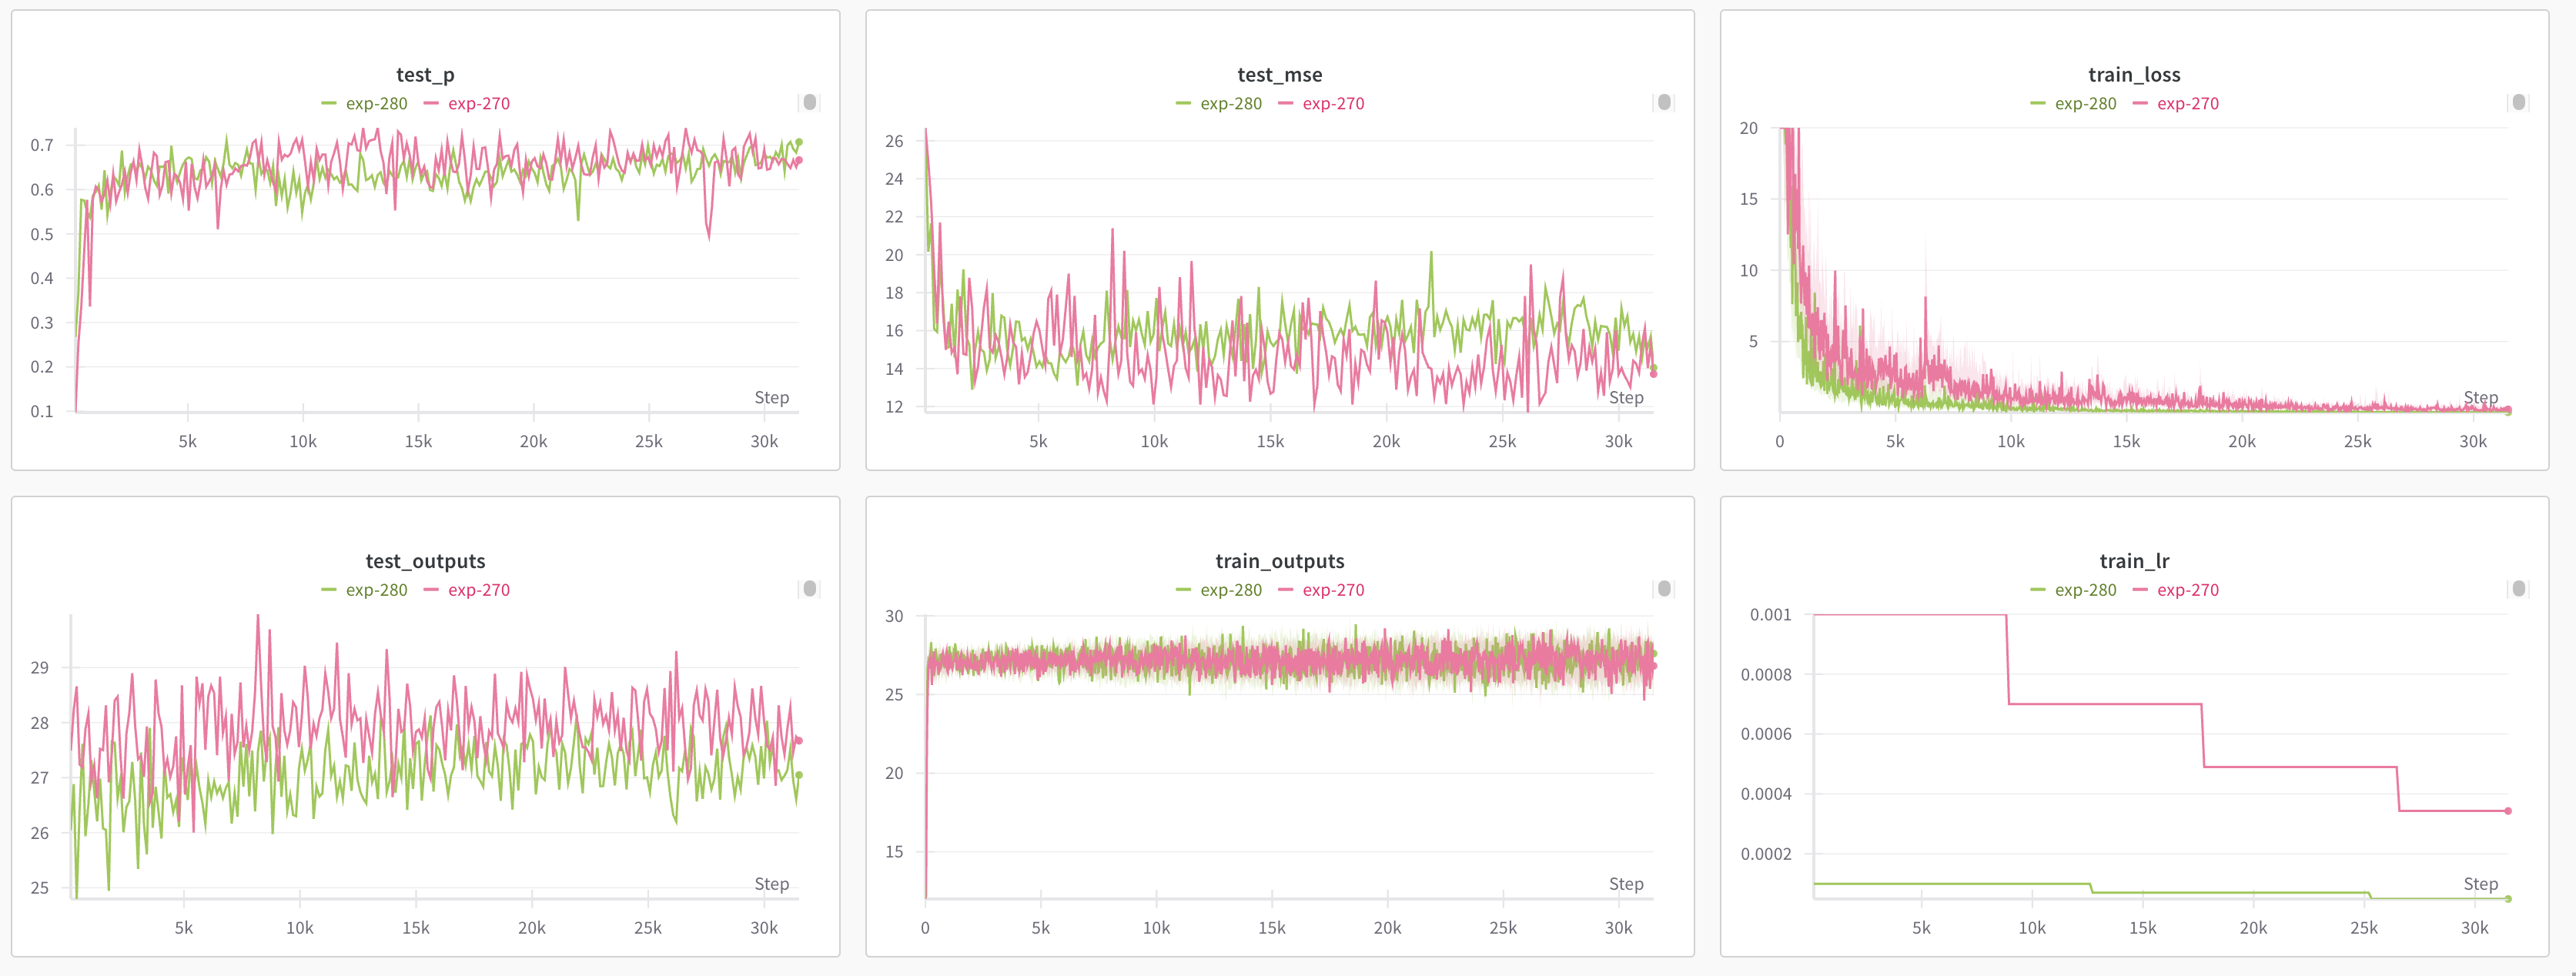 test_p
exp-280 exp-270
0.7
0.6
0.5
0.4
0.3
0.2
0.1
Step
5k 10k 15k 20k 25k 30k
test_mse
exp-280 exp-270
26
24
22
20
18
16
14
12
Step
5k 10k 15k 20k 25k 30k
train_loss
exp-280 exp-270
20
15
10
5
Step
0 5k 10k 15k 20k 25k 30k
test_outputs
exp-280 exp-270
29
28
27
26
25
Step
5k 10k 15k 20k 25k 30k
train_outputs
exp-280 exp-270
30
25
20
15
Step
0 5k 10k 15k 20k 25k 30k
train_lr
exp-280 exp-270
0.001
0.0008
0.0006
0.0004
0.0002
Step
5k 10k 15k 20k 25k 30k